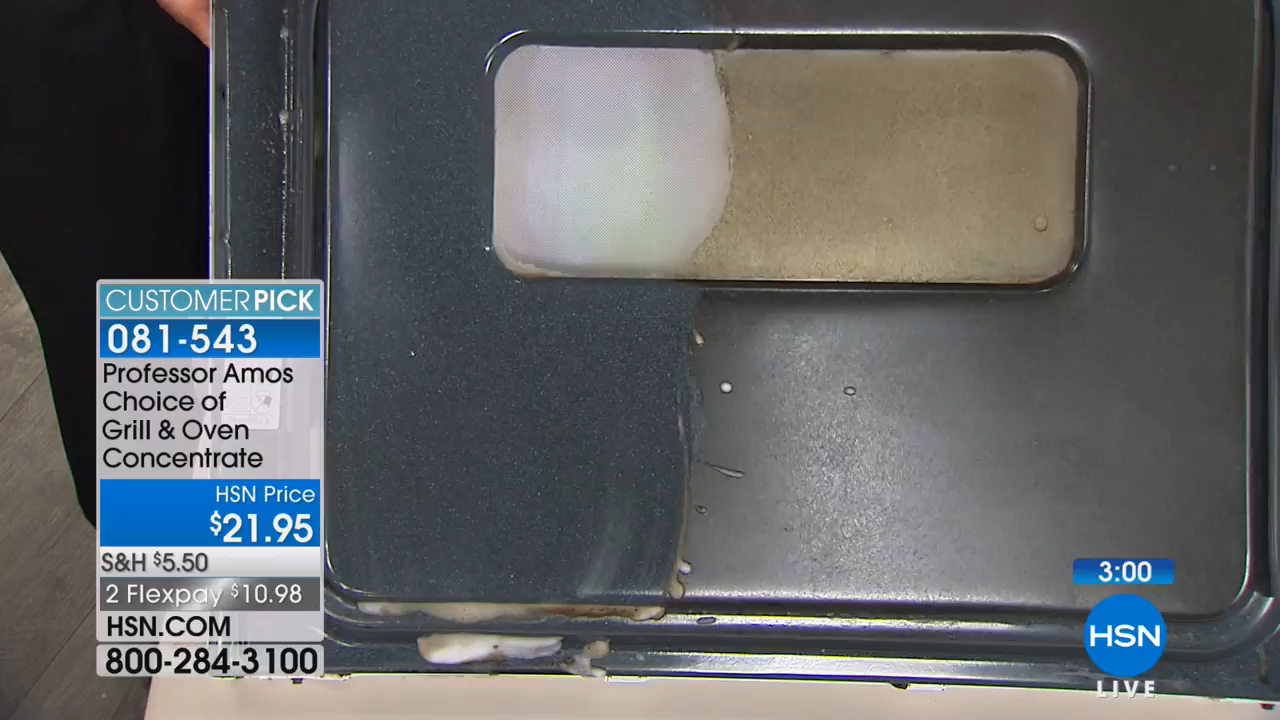 CUSTOMERPICK
081-543
Professor Amos
Choice of
Grill & Oven
Concentrate
HSN Price
$21.95
S&H $5.50
2 Flexpay $10.98
HSN.COM
800-284-3100
3:00
HSN
LIVE